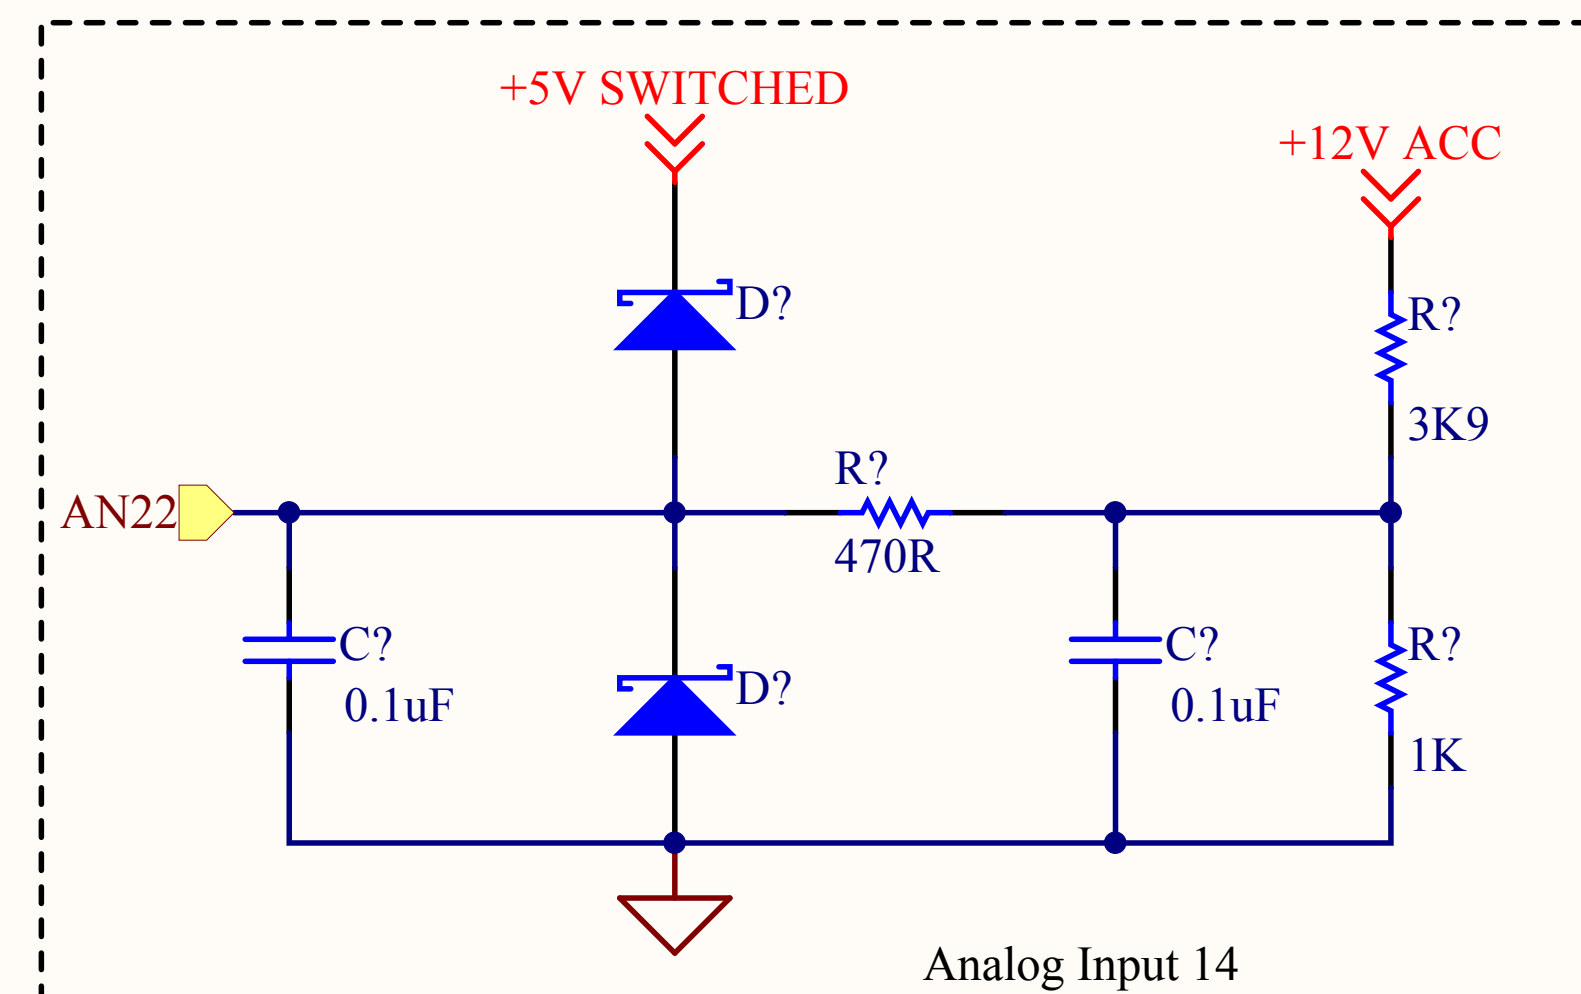 +5V SWITCHED
+12V ACC
D?
R?
3K9
R?
AN22
470R
C?
0.1uF
D?
C?
0.1uF
R?
1K
Analog Input 14